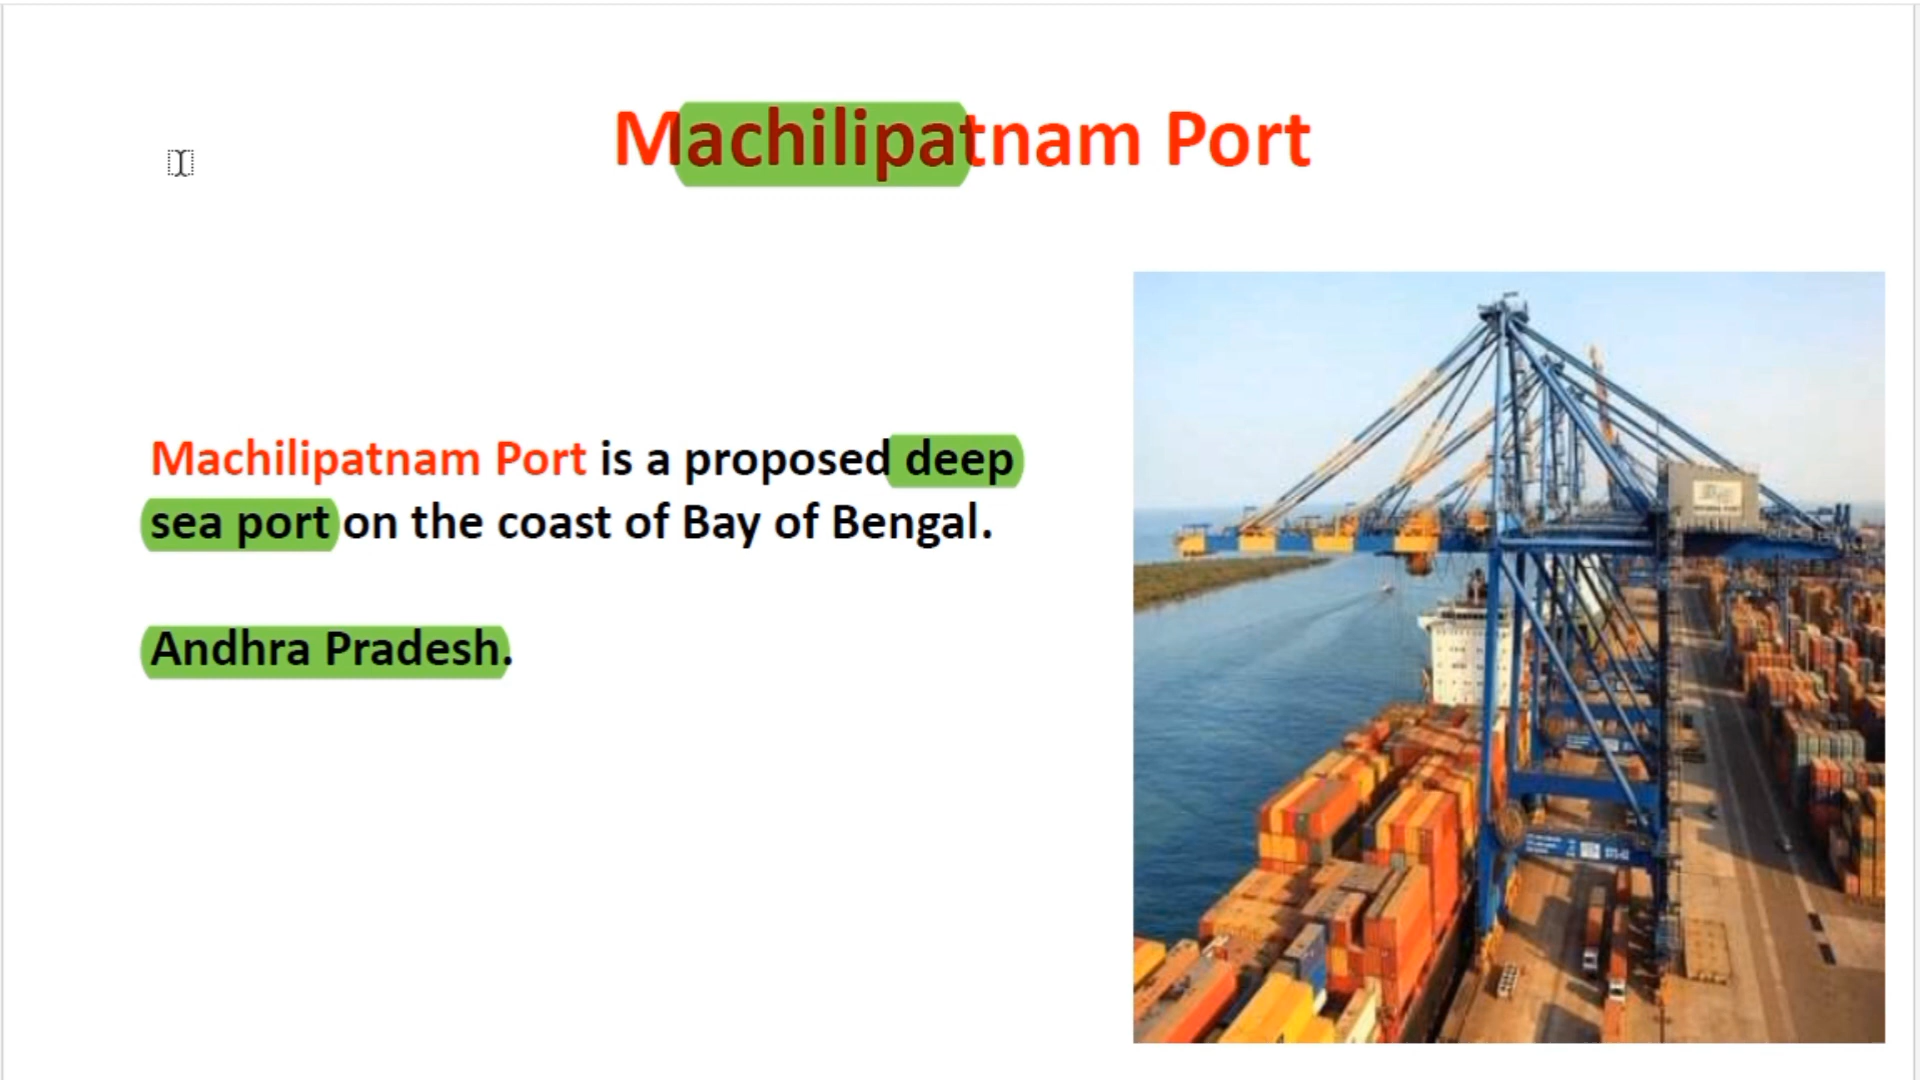 Machilipatnam Port
Machilipatnam Port is a proposed deep
sea port on the coast of Bay of Bengal.
Andhra Pradesh.